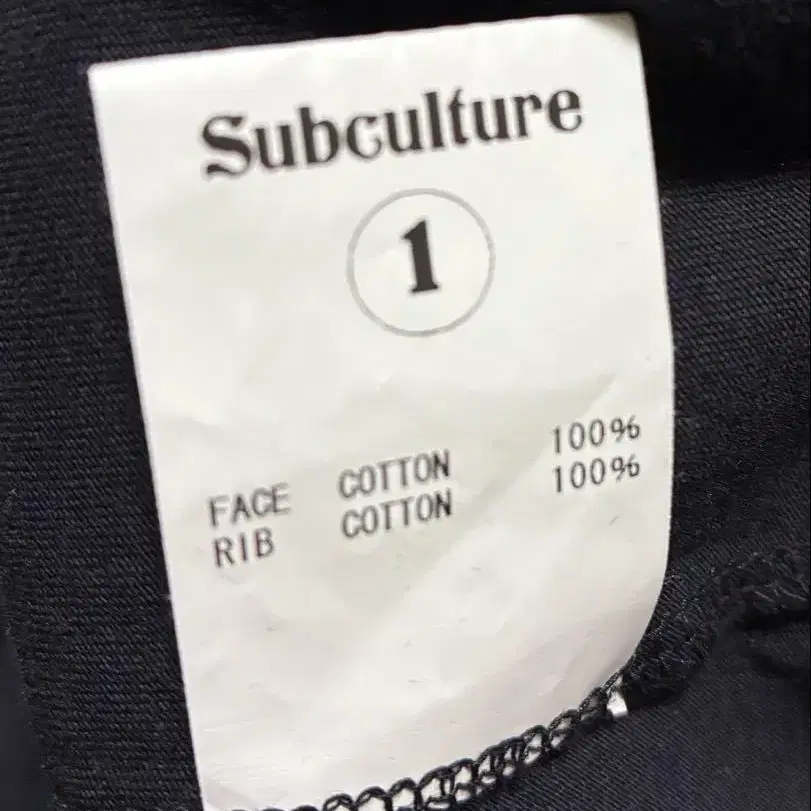 Subculture
1
FACE COTTON 100%
RIB COTTON 100%